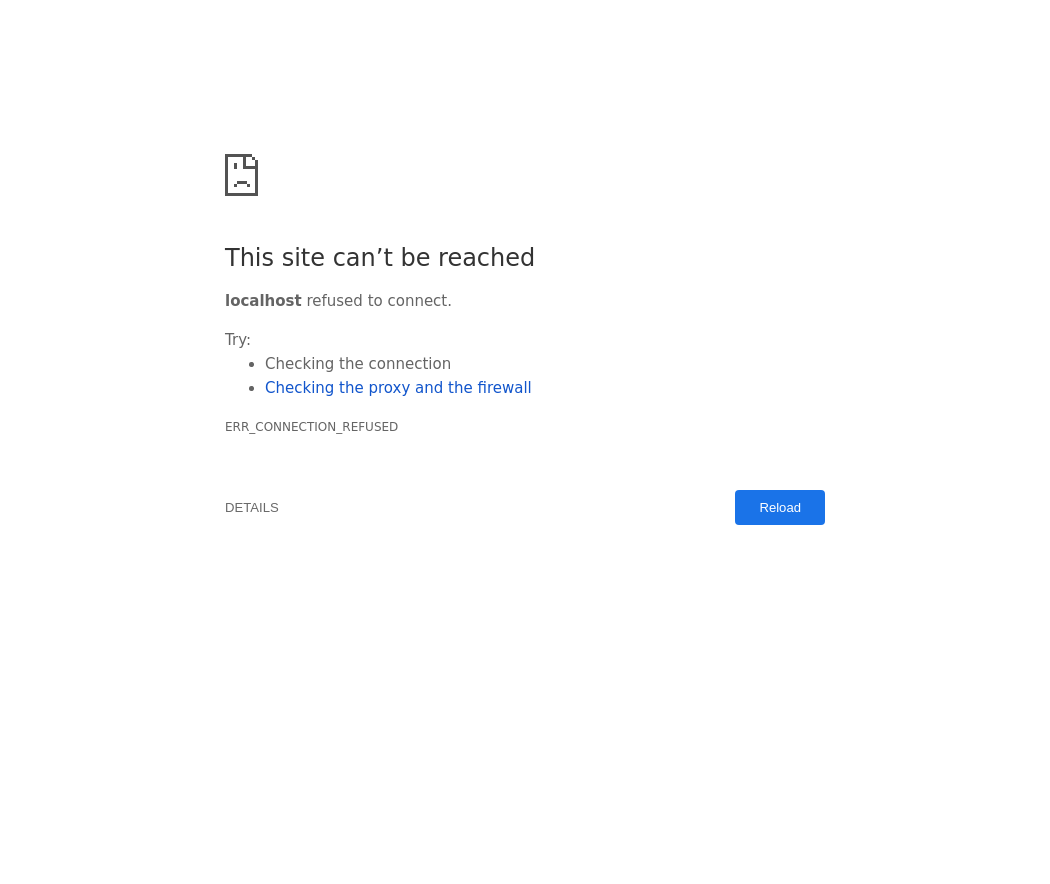 This site can’t be reached
localhost refused to connect.
Try:
Checking the connection
Checking the proxy and the firewall
ERR_CONNECTION_REFUSED
DETAILS
Reload